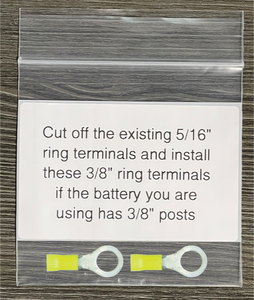 Cut off the existing 5/16"
ring terminals and install
these 3/8" ring terminals
if the battery you are
using has 3/8" posts